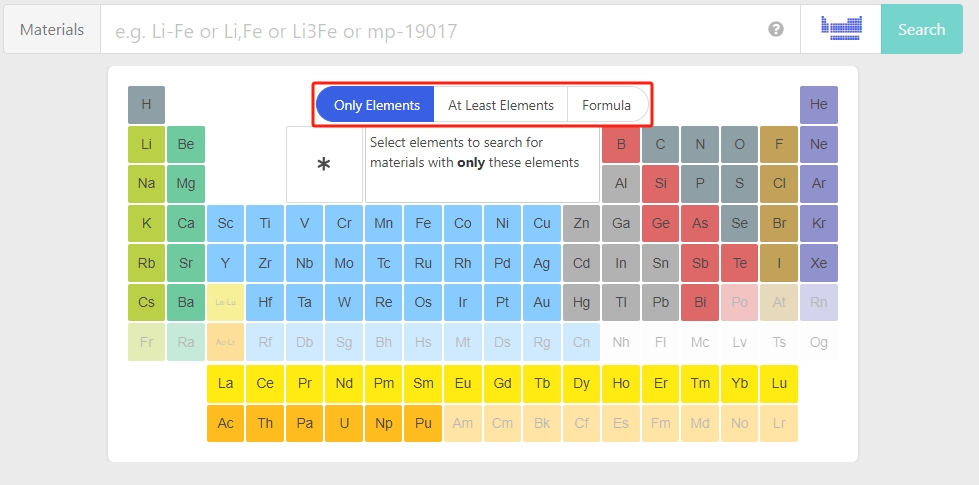 Materials e.g. Li-Fe or Li,Fe or Li3Fe or mp-19017 ? Search
Only Elements At Least Elements Formula
H He
Li Be B C N O F Ne
* Select elements to search for
materials with only these elements
Na Mg Al Si P S Cl Ar
K Ca Sc Ti V Cr Mn Fe Co Ni Cu Zn Ga Ge As Se Br Kr
Rb Sr Y Zr Nb Mo Tc Ru Rh Pd Ag Cd In Sn Sb Te I Xe
Cs Ba La-Lu Hf Ta W Re Os Ir Pt Au Hg Tl Pb Bi Po At Rn
Fr Ra Ac-Lr Rf Db Sg Bh Hs Mt Ds Rg Cn Nh Fl Mc Lv Ts Og
La Ce Pr Nd Pm Sm Eu Gd Tb Dy Ho Er Tm Yb Lu
Ac Th Pa U Np Pu Am Cm Bk Cf Es Fm Md No Lr